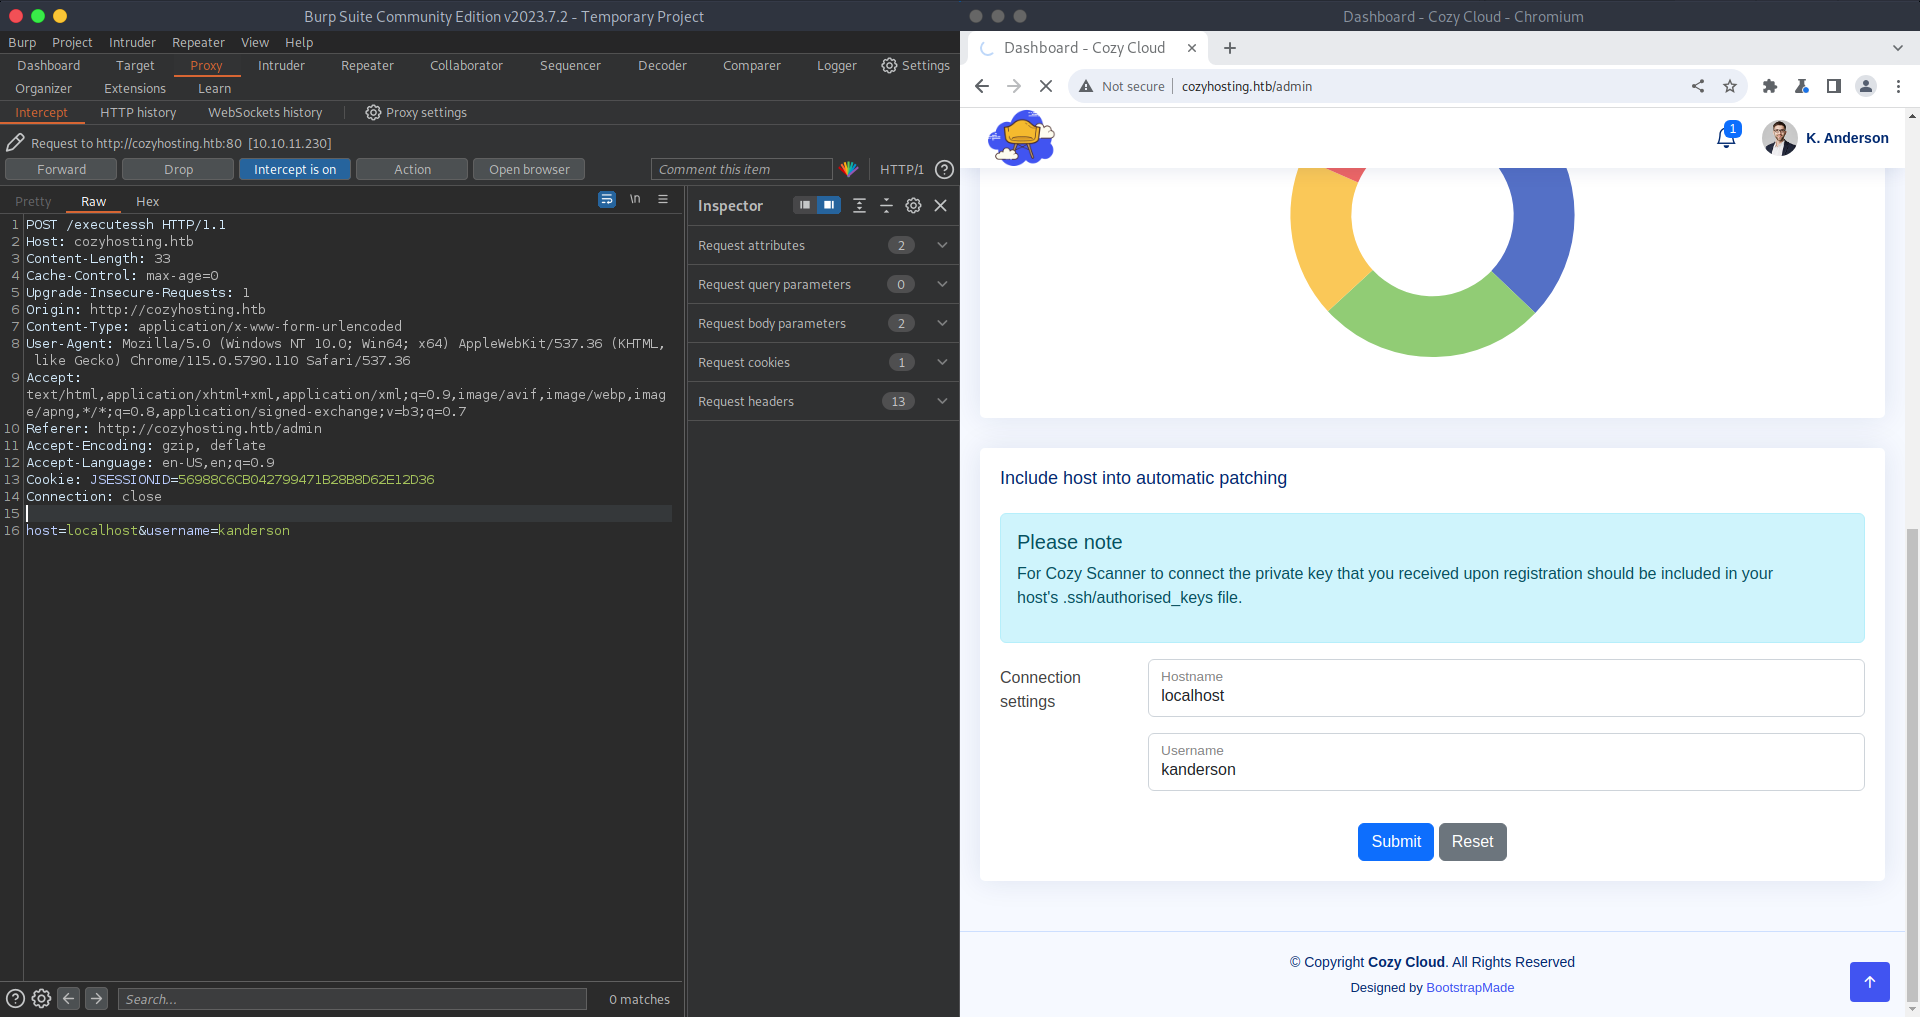 Burp Suite Community Edition v2023.7.2 - Temporary Project
Burp Project Intruder Repeater View Help
Dashboard Target Proxy Intruder Repeater Collaborator Sequencer Decoder Comparer Logger Settings
Organizer Extensions Learn
Intercept HTTP history WebSockets history Proxy settings
Request to http://cozyhosting.htb:80 [10.10.11.230]
Forward Drop Intercept is on Action Open browser Comment this item HTTP/1 ?
Pretty Raw Hex \n
1 POST /executessh HTTP/1.1
2 Host: cozyhosting.htb
3 Content-Length: 33
4 Cache-Control: max-age=0
5 Upgrade-Insecure-Requests: 1
6 Origin: http://cozyhosting.htb
7 Content-Type: application/x-www-form-urlencoded
8 User-Agent: Mozilla/5.0 (Windows NT 10.0; Win64; x64) AppleWebKit/537.36 (KHTML,
like Gecko) Chrome/115.0.5790.110 Safari/537.36
9 Accept:
text/html,application/xhtml+xml,application/xml;q=0.9,image/avif,image/webp,imag
e/apng,*/*;q=0.8,application/signed-exchange;v=b3;q=0.7
10 Referer: http://cozyhosting.htb/admin
11 Accept-Encoding: gzip, deflate
12 Accept-Language: en-US,en;q=0.9
13 Cookie: JSESSIONID=56988C6CB042799471B28B8D62E12D36
14 Connection: close
15
16 host=localhost&username=kanderson
Inspector
Request attributes 2
Request query parameters 0
Request body parameters 2
Request cookies 1
Request headers 13
? Search... 0 matches
Dashboard - Cozy Cloud - Chromium
Dashboard - Cozy Cloud
Not secure cozyhosting.htb/admin
1
K. Anderson
Include host into automatic patching
Please note
For Cozy Scanner to connect the private key that you received upon registration should be included in your
host's .ssh/authorised_keys file.
Connection
settings
Hostname
localhost
Username
kanderson
Submit Reset
© Copyright Cozy Cloud. All Rights Reserved
Designed by BootstrapMade